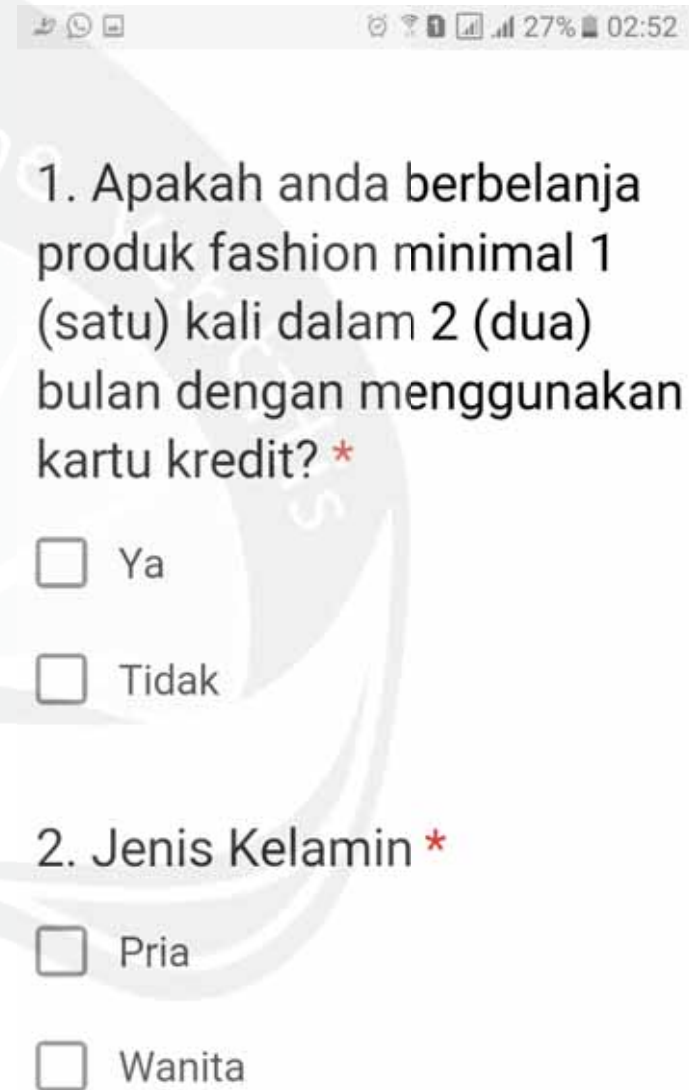 27% 02:52
1. Apakah anda berbelanja
produk fashion minimal 1
(satu) kali dalam 2 (dua)
bulan dengan menggunakan
kartu kredit? *
Ya
Tidak
2. Jenis Kelamin *
Pria
Wanita